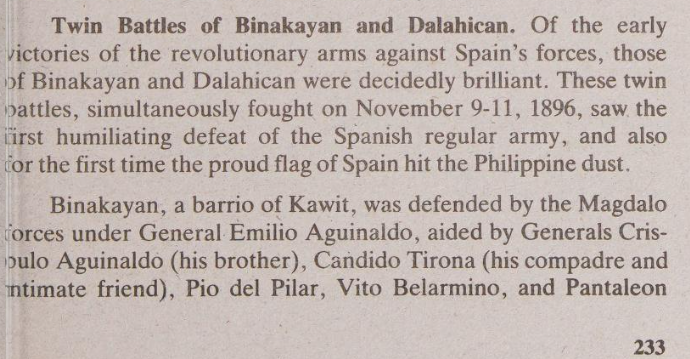 Twin Battles of Binakayan and Dalahican. Of the early
victories of the revolutionary arms against Spain's forces, those
of Binakayan and Dalahican were decidedly brilliant. These twin
battles, simultaneously fought on November 9-11, 1896, saw the
first humiliating defeat of the Spanish regular army, and also
for the first time the proud flag of Spain hit the Philippine dust.
Binakayan, a barrio of Kawit, was defended by the Magdalo
forces under General Emilio Aguinaldo, aided by Generals Cris-
pulo Aguinaldo (his brother), Candido Tirona (his compadre and
intimate friend), Pio del Pilar, Vito Belarmino, and Pantaleon
233